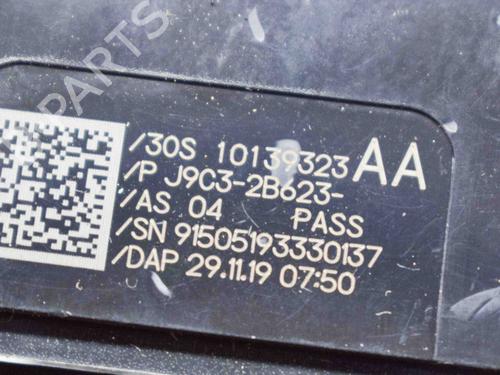 PARTS
/30S 10139323 AA
/P J9C3-2B623-
/AS 04 PASS
/SN 91505193330137
/DAP 29.11.19 07:50